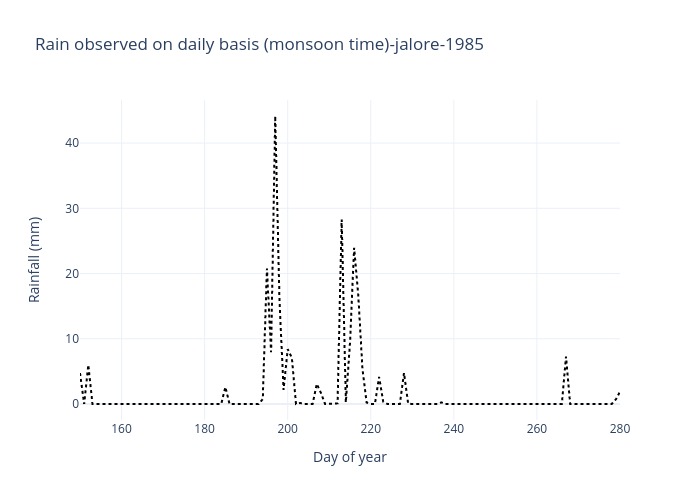 Rain observed on daily basis (monsoon time)-jalore-1985
Rainfall (mm)
40
30
20
10
0
160 180 200 220 240 260 280
Day of year